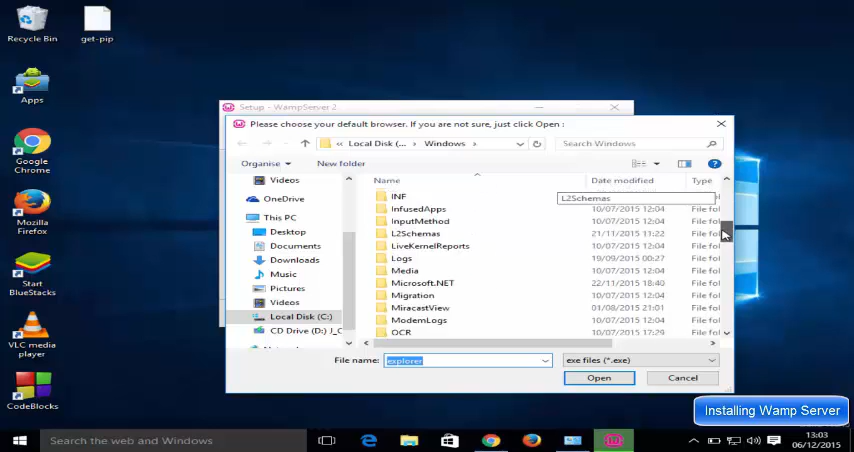 Recycle Bin
get-pip
Apps
Google
Chrome
Mozilla
Firefox
Start
BlueStacks
VLC media
player
CodeBlocks
Setup - WampServer 2
Please choose your default browser. If you are not sure, just click Open :
« Local Disk (... > Windows >
Search Windows
Organise
New folder
Videos
OneDrive
This PC
Desktop
Documents
Downloads
Music
Pictures
Videos
Local Disk (C:)
CD Drive (D:) J_C
Name Date modified Type
L2Schemas
INF
InfusedApps 10/07/2015 12:04 File fol
InputMethod 10/07/2015 12:04 File fol
L2Schemas 21/11/2015 11:22 File fol
LiveKernelReports 10/07/2015 12:04 File fol
Logs 19/09/2015 00:27 File fol
Media 10/07/2015 12:04 File fol
Microsoft.NET 22/11/2015 18:40 File fol
Migration 10/07/2015 12:04 File fol
MiracastView 01/08/2015 21:01 File fol
ModemLogs 10/07/2015 12:04 File fol
OCR 10/07/2015 17:29 File fol
File name: explorer
exe files (*.exe)
Open
Cancel
Installing Wamp Server
Search the web and Windows
13:03
06/12/2015